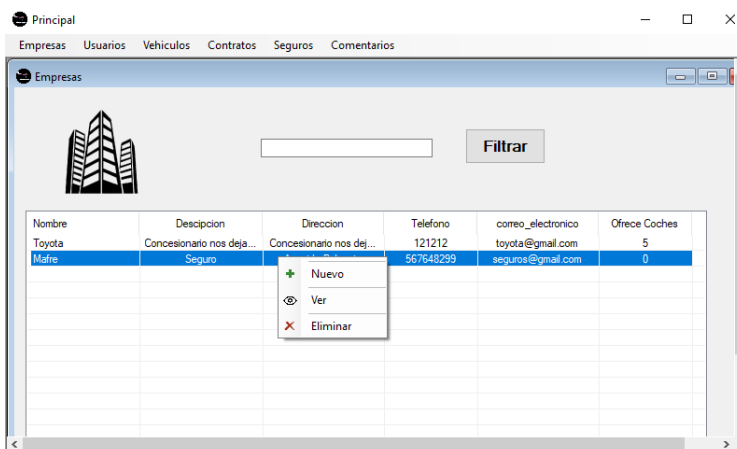 Principal
Empresas Usuarios Vehiculos Contratos Seguros Comentarios
Empresas
Filtrar
Nombre Descipcion Direccion Telefono correo_electronico Ofrece Coches
Toyota Concesionario nos deja... Concesionario nos dej... 121212 toyota@gmail.com 5
Mafre Seguro 567648299 seguros@gmail.com 0
Nuevo
Ver
Eliminar